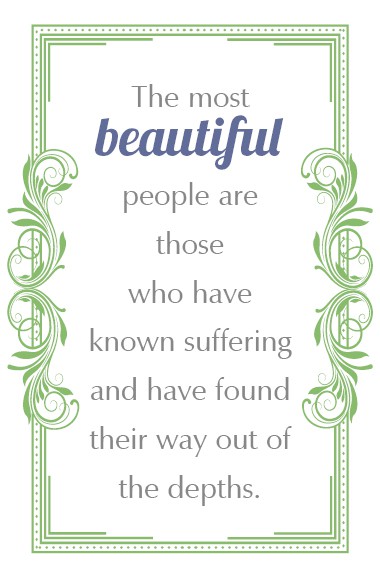 The most
beautiful
people are
those
who have
known suffering
and have found
their way out of
the depths.